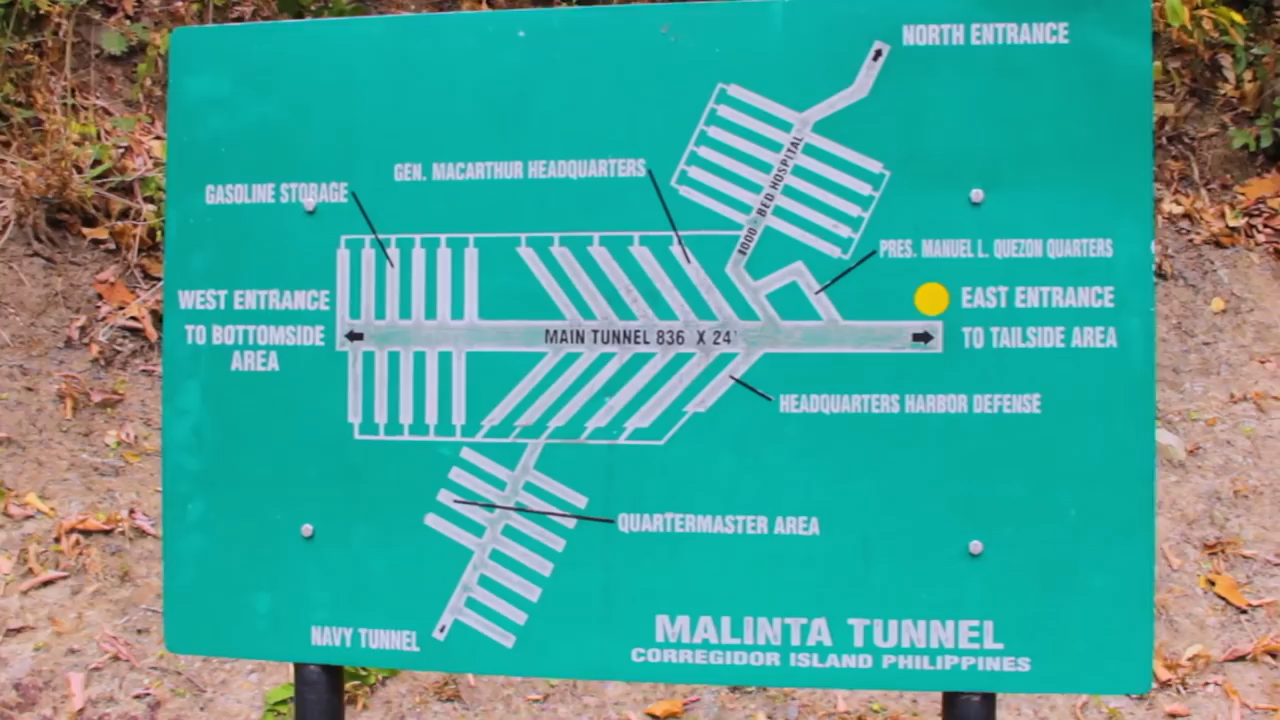 NORTH ENTRANCE
GEN. MACARTHUR HEADQUARTERS
GASOLINE STORAGE
1000 - BED HOSPITAL
PRES. MANUEL L. QUEZON QUARTERS
WEST ENTRANCE
TO BOTTOMSIDE
AREA
EAST ENTRANCE
TO TAILSIDE AREA
MAIN TUNNEL 836 X 24'
HEADQUARTERS HARBOR DEFENSE
QUARTERMASTER AREA
NAVY TUNNEL
MALINTA TUNNEL
CORREGIDOR ISLAND PHILIPPINES